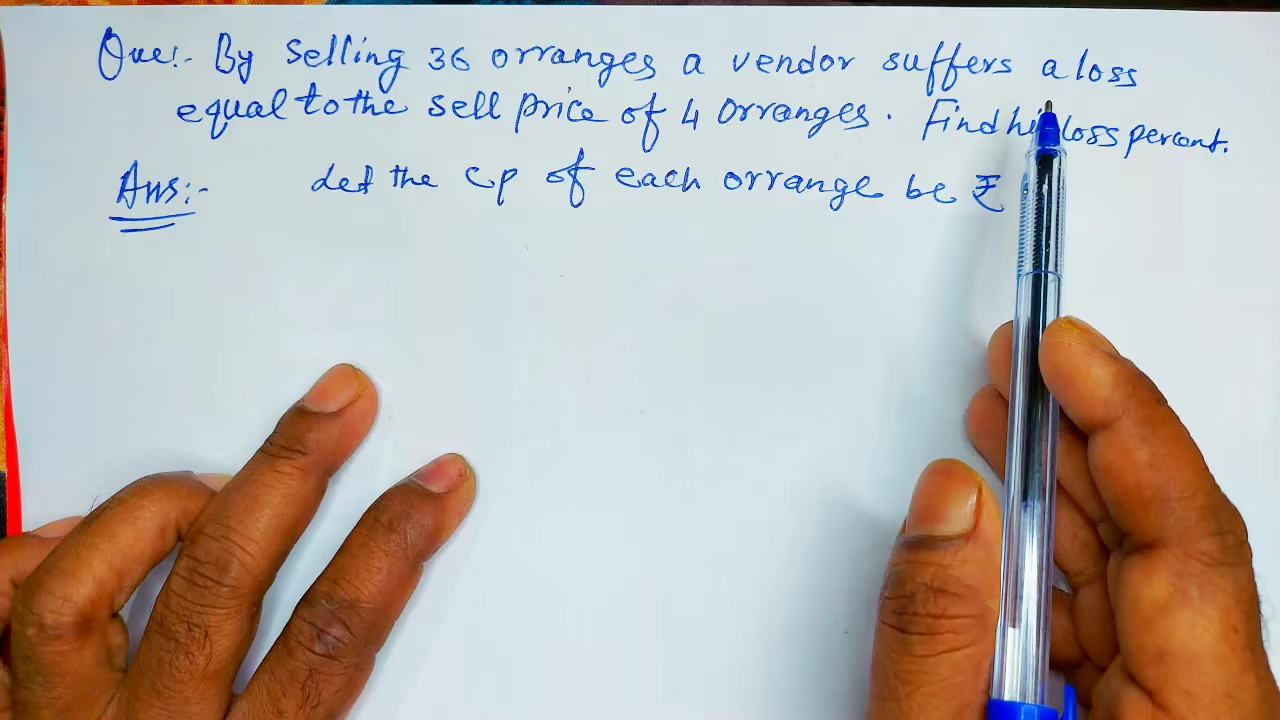 Que:- By selling 36 orranges a vendor suffers a loss
equal to the sell price of 4 orranges. Find loss percent.
Ans:- Let the CP of each orrange be ₹